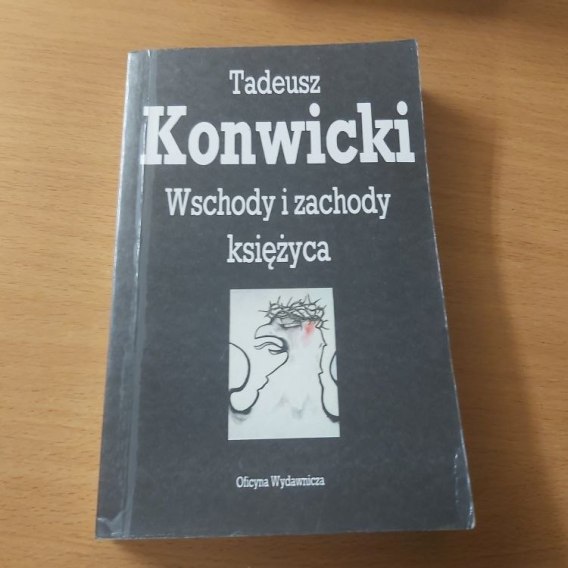 Tadeusz
Konwicki
Wschody i zachody
księżyca
Oficyna Wydawnicza